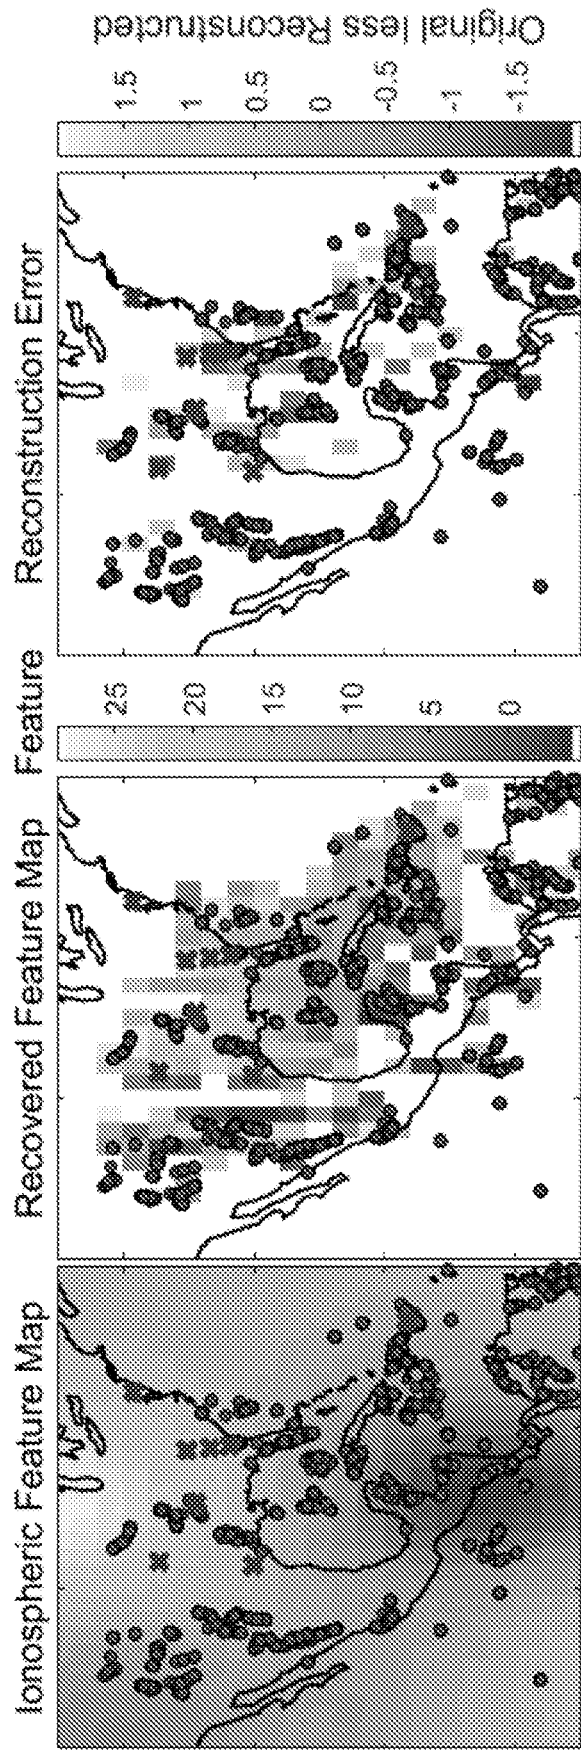 Ionospheric Feature Map
Recovered Feature Map
Feature
25
20
15
10
5
0
Reconstruction Error
1.5
1
0.5
0
-0.5
-1
-1.5
Original less Reconstructed